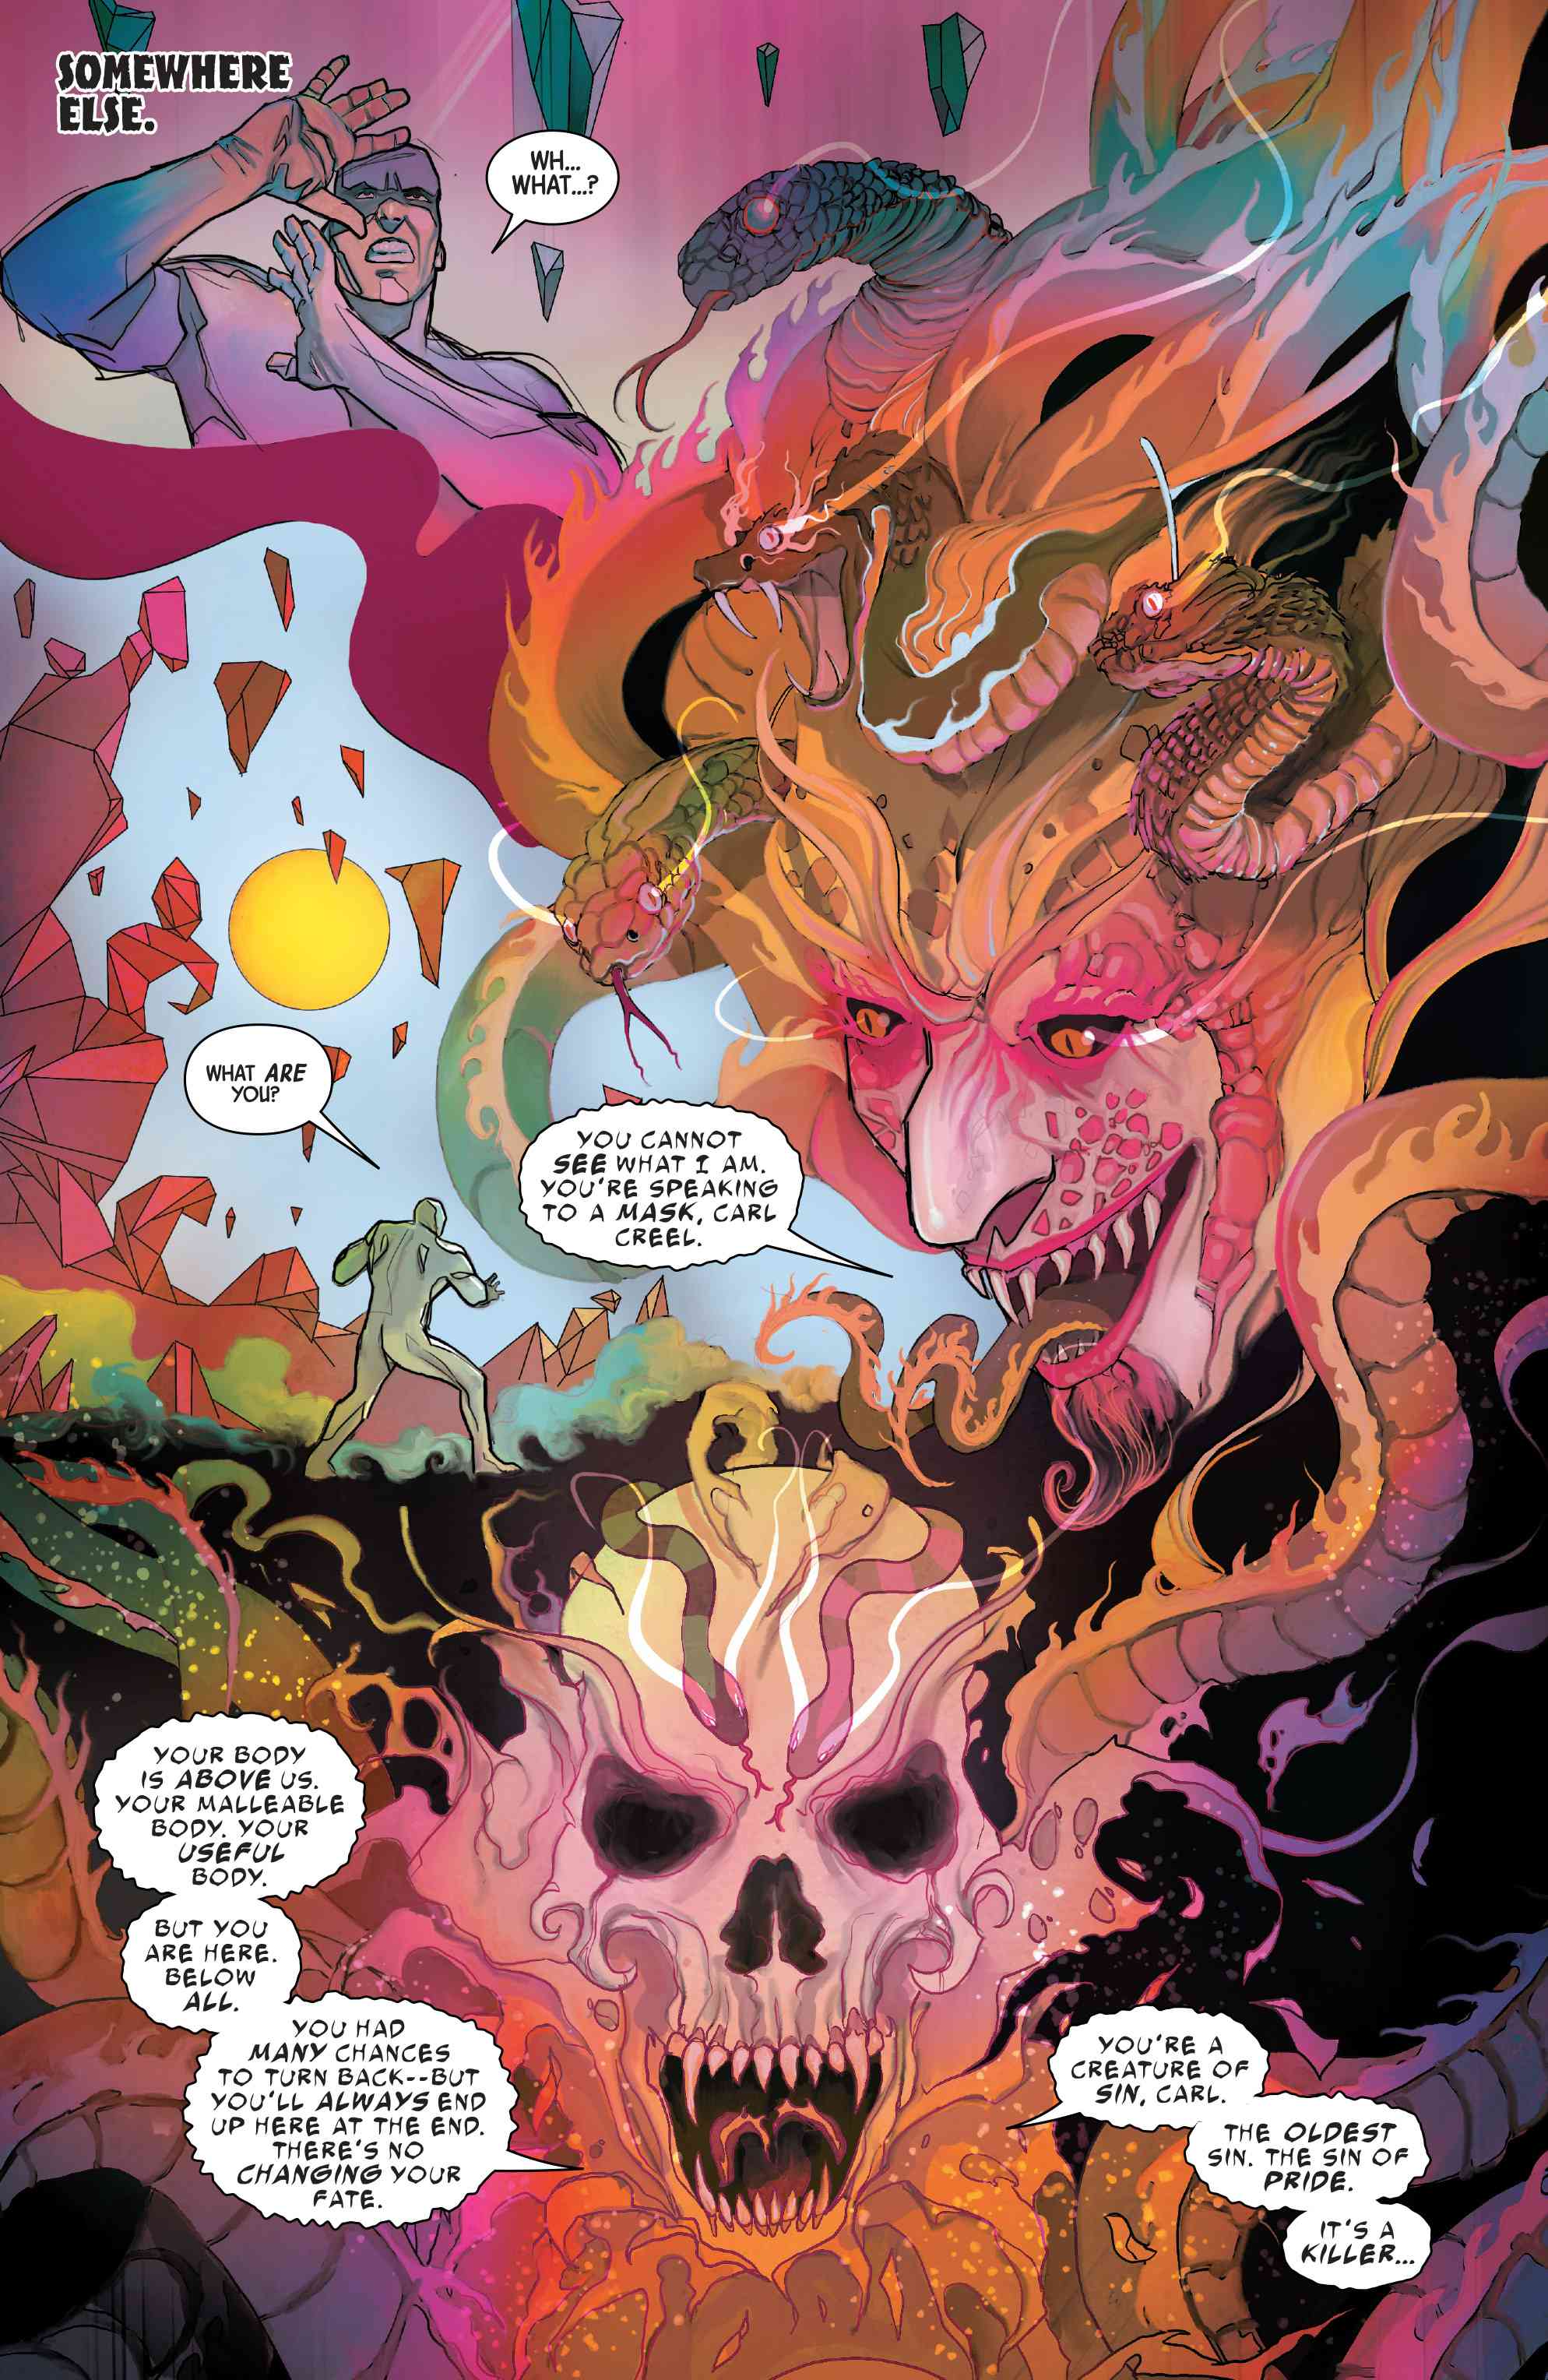 SOMEWHERE
ELSE.
WH...
WHAT...?
WHAT ARE
YOU?
YOU CANNOT
SEE WHAT I AM.
YOU'RE SPEAKING
TO A MASK, CARL
CREEL.
YOUR BODY
IS ABOVE US.
YOUR MALLEABLE
BODY. YOUR
USEFUL
BODY.
BUT YOU
ARE HERE.
BELOW
ALL.
YOU HAD
MANY CHANCES
TO TURN BACK--BUT
YOU'LL ALWAYS END
UP HERE AT THE END.
THERE'S NO
CHANGING YOUR
FATE.
YOU'RE A
CREATURE OF
SIN, CARL.
THE OLDEST
SIN. THE SIN OF
PRIDE.
IT'S A
KILLER...